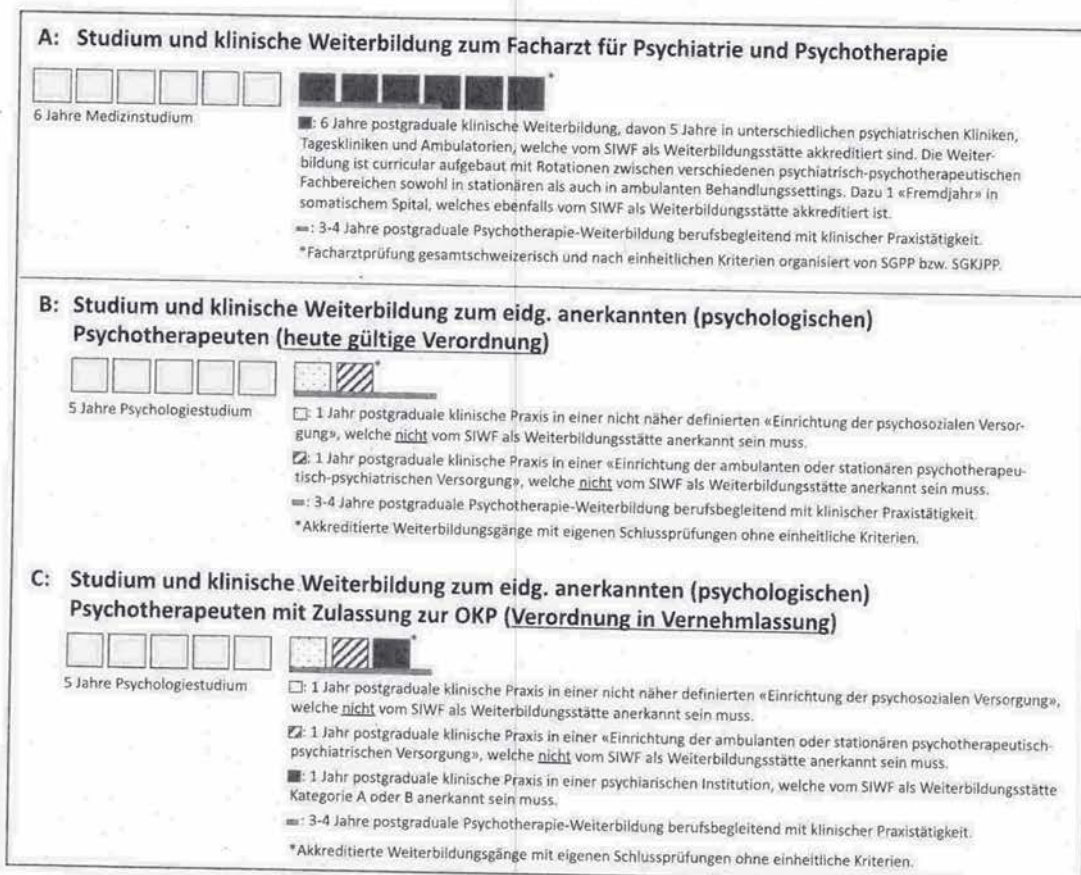 A: Studium und klinische Weiterbildung zum Facharzt für Psychiatrie und Psychotherapie
*
6 Jahre Medizinstudium
■: 6 Jahre postgraduale klinische Weiterbildung, davon 5 Jahre in unterschiedlichen psychiatrischen Kliniken,
Tageskliniken und Ambulatorien, welche vom SIWF als Weiterbildungsstätte akkreditiert sind. Die Weiter-
bildung ist curricular aufgebaut mit Rotationen zwischen verschiedenen psychiatrisch-psychotherapeutischen
Fachbereichen sowohl in stationären als auch in ambulanten Behandlungssettings. Dazu 1 «Fremdjahr» in
somatischem Spital, welches ebenfalls vom SIWF als Weiterbildungsstätte akkreditiert ist.
: 3-4 Jahre postgraduale Psychotherapie-Weiterbildung berufsbegleitend mit klinischer Praxistätigkeit.
*Facharztprüfung gesamtschweizerisch und nach einheitlichen Kriterien organisiert von SGPP bzw. SGKJPP.
B: Studium und klinische Weiterbildung zum eidg. anerkannten (psychologischen)
Psychotherapeuten (heute gültige Verordnung)
*
5 Jahre Psychologiestudium
□: 1 Jahr postgraduale klinische Praxis in einer nicht näher definierten «Einrichtung der psychosozialen Versor-
gung», welche nicht vom SIWF als Weiterbildungsstätte anerkannt sein muss.
: 1 Jahr postgraduale klinische Praxis in einer «Einrichtung der ambulanten oder stationären psychotherapeu-
tisch-psychiatrischen Versorgung», welche nicht vom SIWF als Weiterbildungsstätte anerkannt sein muss.
: 3-4 Jahre postgraduale Psychotherapie-Weiterbildung berufsbegleitend mit klinischer Praxistätigkeit.
*Akkreditierte Weiterbildungsgänge mit eigenen Schlussprüfungen ohne einheitliche Kriterien.
C: Studium und klinische Weiterbildung zum eidg. anerkannten (psychologischen)
Psychotherapeuten mit Zulassung zur OKP (Verordnung in Vernehmlassung)
*
5 Jahre Psychologiestudium
□: 1 Jahr postgraduale klinische Praxis in einer nicht näher definierten «Einrichtung der psychosozialen Versorgung»,
welche nicht vom SIWF als Weiterbildungsstätte anerkannt sein muss.
: 1 Jahr postgraduale klinische Praxis in einer «Einrichtung der ambulanten oder stationären psychotherapeutisch-
psychiatrischen Versorgung», welche nicht vom SIWF als Weiterbildungsstätte anerkannt sein muss.
■: 1 Jahr postgraduale klinische Praxis in einer psychiarischen Institution, welche vom SIWF als Weiterbildungsstätte
Kategorie A oder B anerkannt sein muss.
: 3-4 Jahre postgraduale Psychotherapie-Weiterbildung berufsbegleitend mit klinischer Praxistätigkeit.
*Akkreditierte Weiterbildungsgänge mit eigenen Schlussprüfungen ohne einheitliche Kriterien.